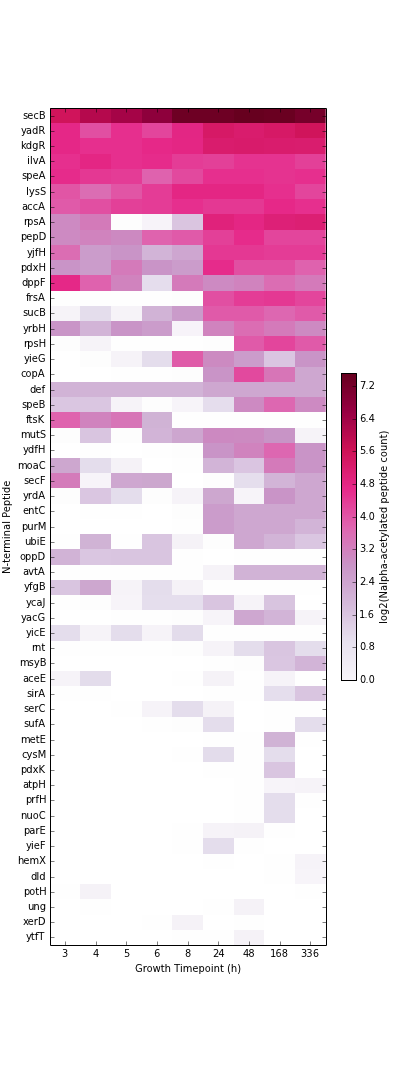 secB
yadR
kdgR
ilvA
speA
lysS
accA
rpsA
pepD
yjfH
pdxH
dppF
frsA
sucB
yrbH
rpsH
yieG
copA
def
speB
ftsK
mutS
ydfH
moaC
secF
yrdA
entC
purM
ubiE
oppD
avtA
yfgB
ycaJ
yacG
yicE
rnt
msyB
aceE
sirA
serC
sufA
metE
cysM
pdxK
atpH
prfH
nuoC
parE
yieF
hemX
dld
potH
ung
xerD
ytfT
N-terminal Peptide
3 4 5 6 8 24 48 168 336
Growth Timepoint (h)
7.2
6.4
5.6
4.8
4.0
3.2
2.4
1.6
0.8
0.0
log2(Nalpha-acetylated peptide count)